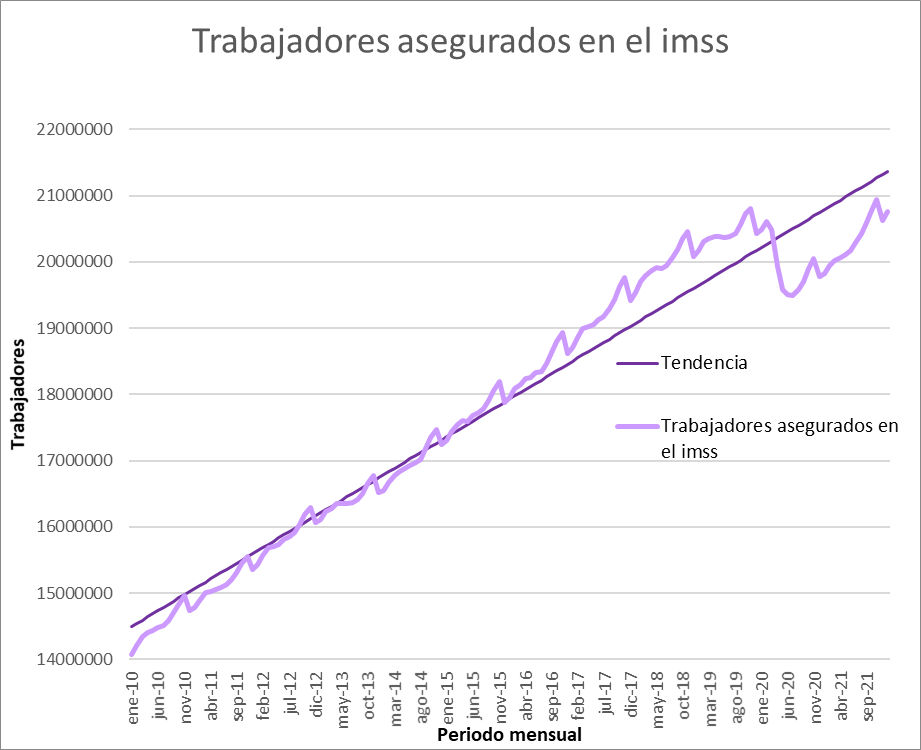 Trabajadores asegurados en el imss
22000000
21000000
20000000
19000000
18000000
17000000
16000000
15000000
14000000
Trabajadores
Tendencia
Trabajadores asegurados en
el imss
ene-10
jun-10
nov-10
abr-11
sep-11
feb-12
jul-12
dic-12
may-13
oct-13
mar-14
ago-14
ene-15
jun-15
nov-15
abr-16
sep-16
feb-17
jul-17
dic-17
may-18
oct-18
mar-19
ago-19
ene-20
jun-20
nov-20
abr-21
sep-21
Periodo mensual